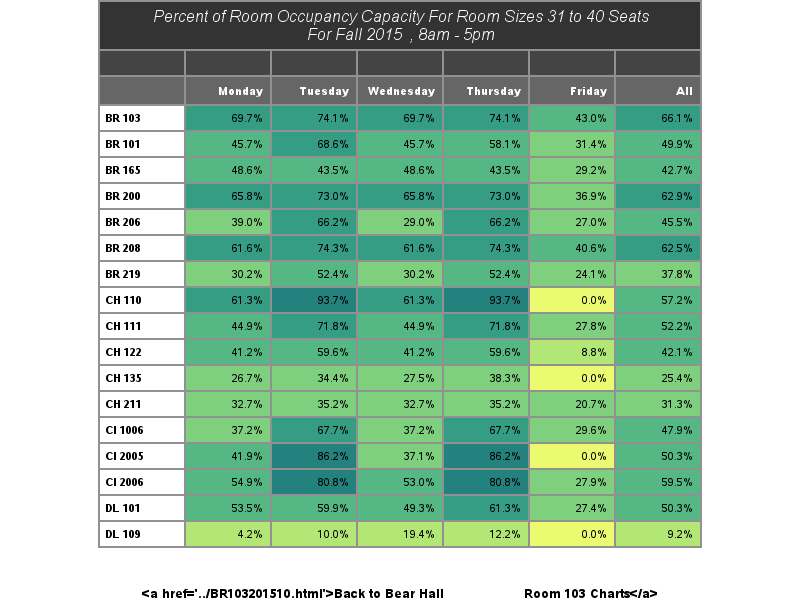 Percent of Room Occupancy Capacity For Room Sizes 31 to 40 Seats
For Fall 2015 , 8am - 5pm
Monday Tuesday Wednesday Thursday Friday All
BR 103 69.7% 74.1% 69.7% 74.1% 43.0% 66.1%
BR 101 45.7% 68.6% 45.7% 58.1% 31.4% 49.9%
BR 165 48.6% 43.5% 48.6% 43.5% 29.2% 42.7%
BR 200 65.8% 73.0% 65.8% 73.0% 36.9% 62.9%
BR 206 39.0% 66.2% 29.0% 66.2% 27.0% 45.5%
BR 208 61.6% 74.3% 61.6% 74.3% 40.6% 62.5%
BR 219 30.2% 52.4% 30.2% 52.4% 24.1% 37.8%
CH 110 61.3% 93.7% 61.3% 93.7% 0.0% 57.2%
CH 111 44.9% 71.8% 44.9% 71.8% 27.8% 52.2%
CH 122 41.2% 59.6% 41.2% 59.6% 8.8% 42.1%
CH 135 26.7% 34.4% 27.5% 38.3% 0.0% 25.4%
CH 211 32.7% 35.2% 32.7% 35.2% 20.7% 31.3%
CI 1006 37.2% 67.7% 37.2% 67.7% 29.6% 47.9%
CI 2005 41.9% 86.2% 37.1% 86.2% 0.0% 50.3%
CI 2006 54.9% 80.8% 53.0% 80.8% 27.9% 59.5%
DL 101 53.5% 59.9% 49.3% 61.3% 27.4% 50.3%
DL 109 4.2% 10.0% 19.4% 12.2% 0.0% 9.2%
<a href='../BR103201510.html'>Back to Bear Hall Room 103 Charts</a>